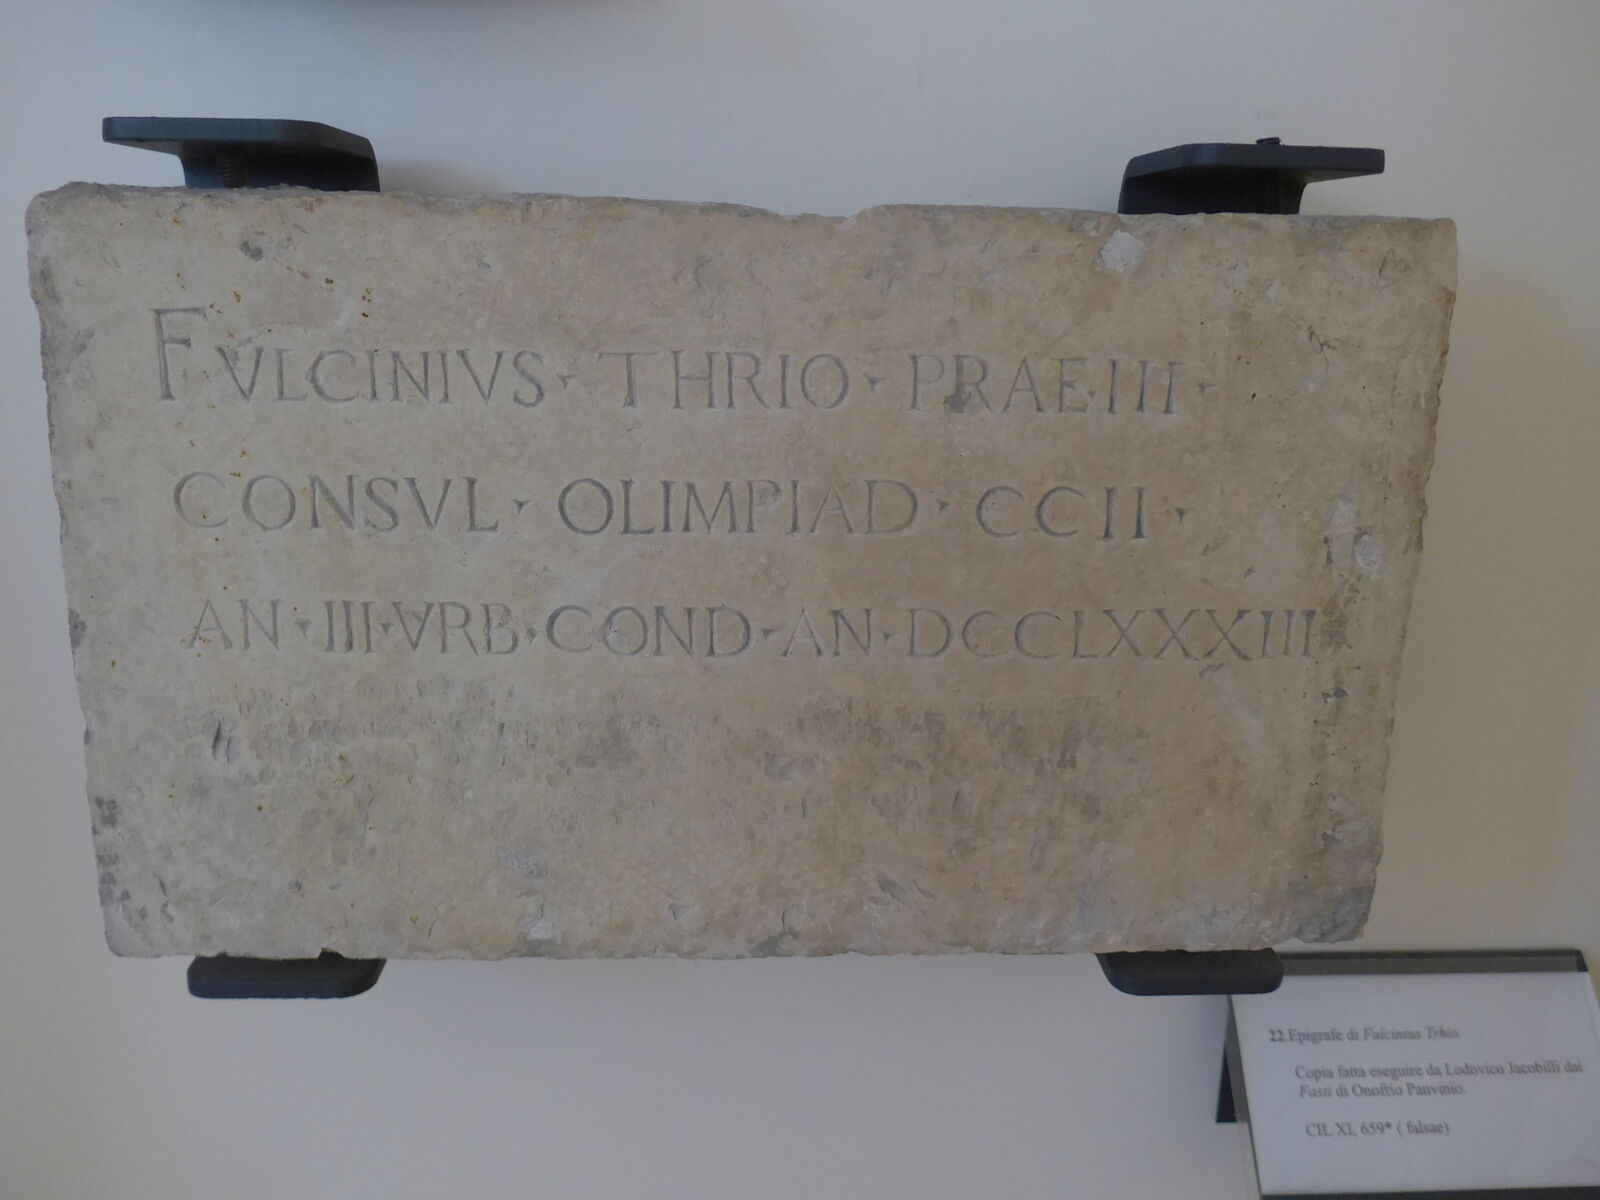 FVLCINIVS · THRIO · PRAE·III ·
CONSVL · OLIMPIAD · CCII ·
AN · III · VRB · COND · AN · DCCLXXXIII
22.Epigrafe di Fulcinius Trhio
Copia fatta eseguire da Lodovico Jacobilli dai
Fasti di Onofrio Panvinio.
CIL XI, 659* ( falsae)